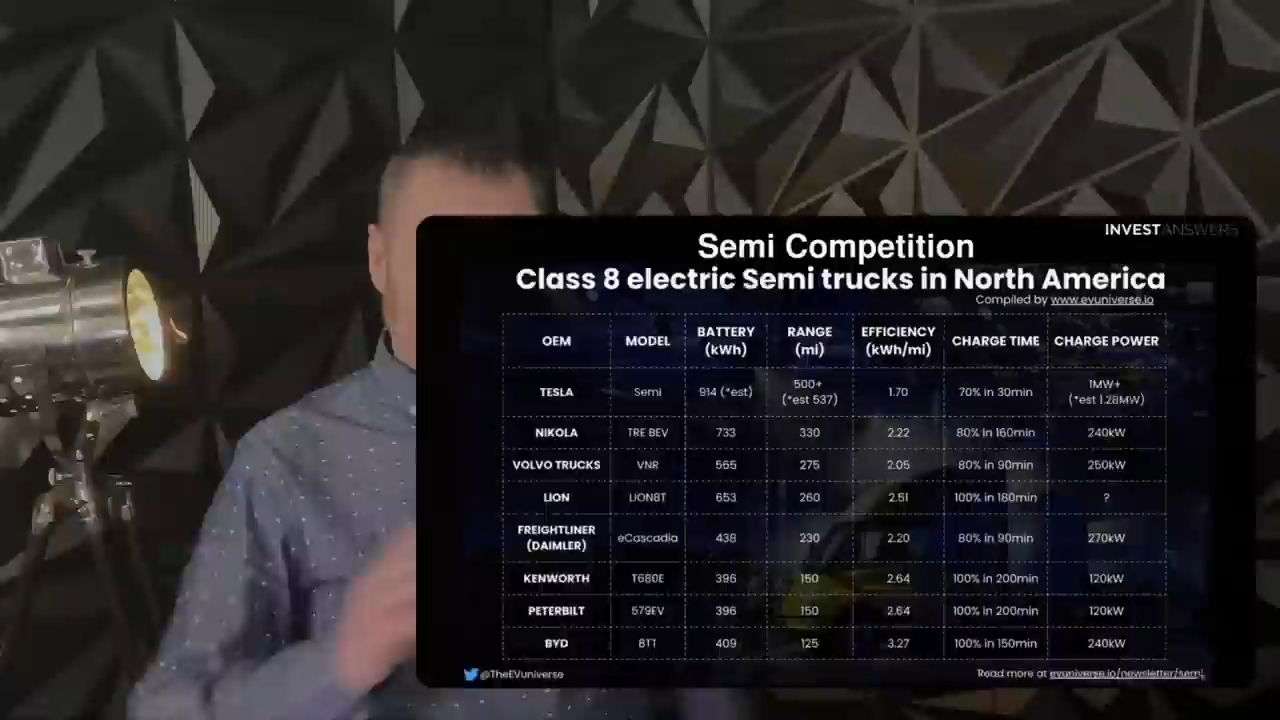 INVESTANSWERS
Semi Competition
Class 8 electric Semi trucks in North America
Compiled by www.evuniverse.io
OEM MODEL BATTERY (kWh) RANGE (mi) EFFICIENCY (kWh/mi) CHARGE TIME CHARGE POWER
TESLA Semi 914 (*est) 500+ (*est 537) 1.70 70% in 30min 1MW+ (*est 1.28MW)
NIKOLA TRE BEV 733 330 2.22 80% in 160min 240kW
VOLVO TRUCKS VNR 565 275 2.05 80% in 90min 250kW
LION LION8T 653 260 2.51 100% in 180min ?
FREIGHTLINER (DAIMLER) eCascadia 438 230 2.20 80% in 90min 270kW
KENWORTH T680E 396 150 2.64 100% in 200min 120kW
PETERBILT 579EV 396 150 2.64 100% in 200min 120kW
BYD 8TT 409 125 3.27 100% in 150min 240kW
@TheEVuniverse
Read more at evuniverse.io/newsletter/semi